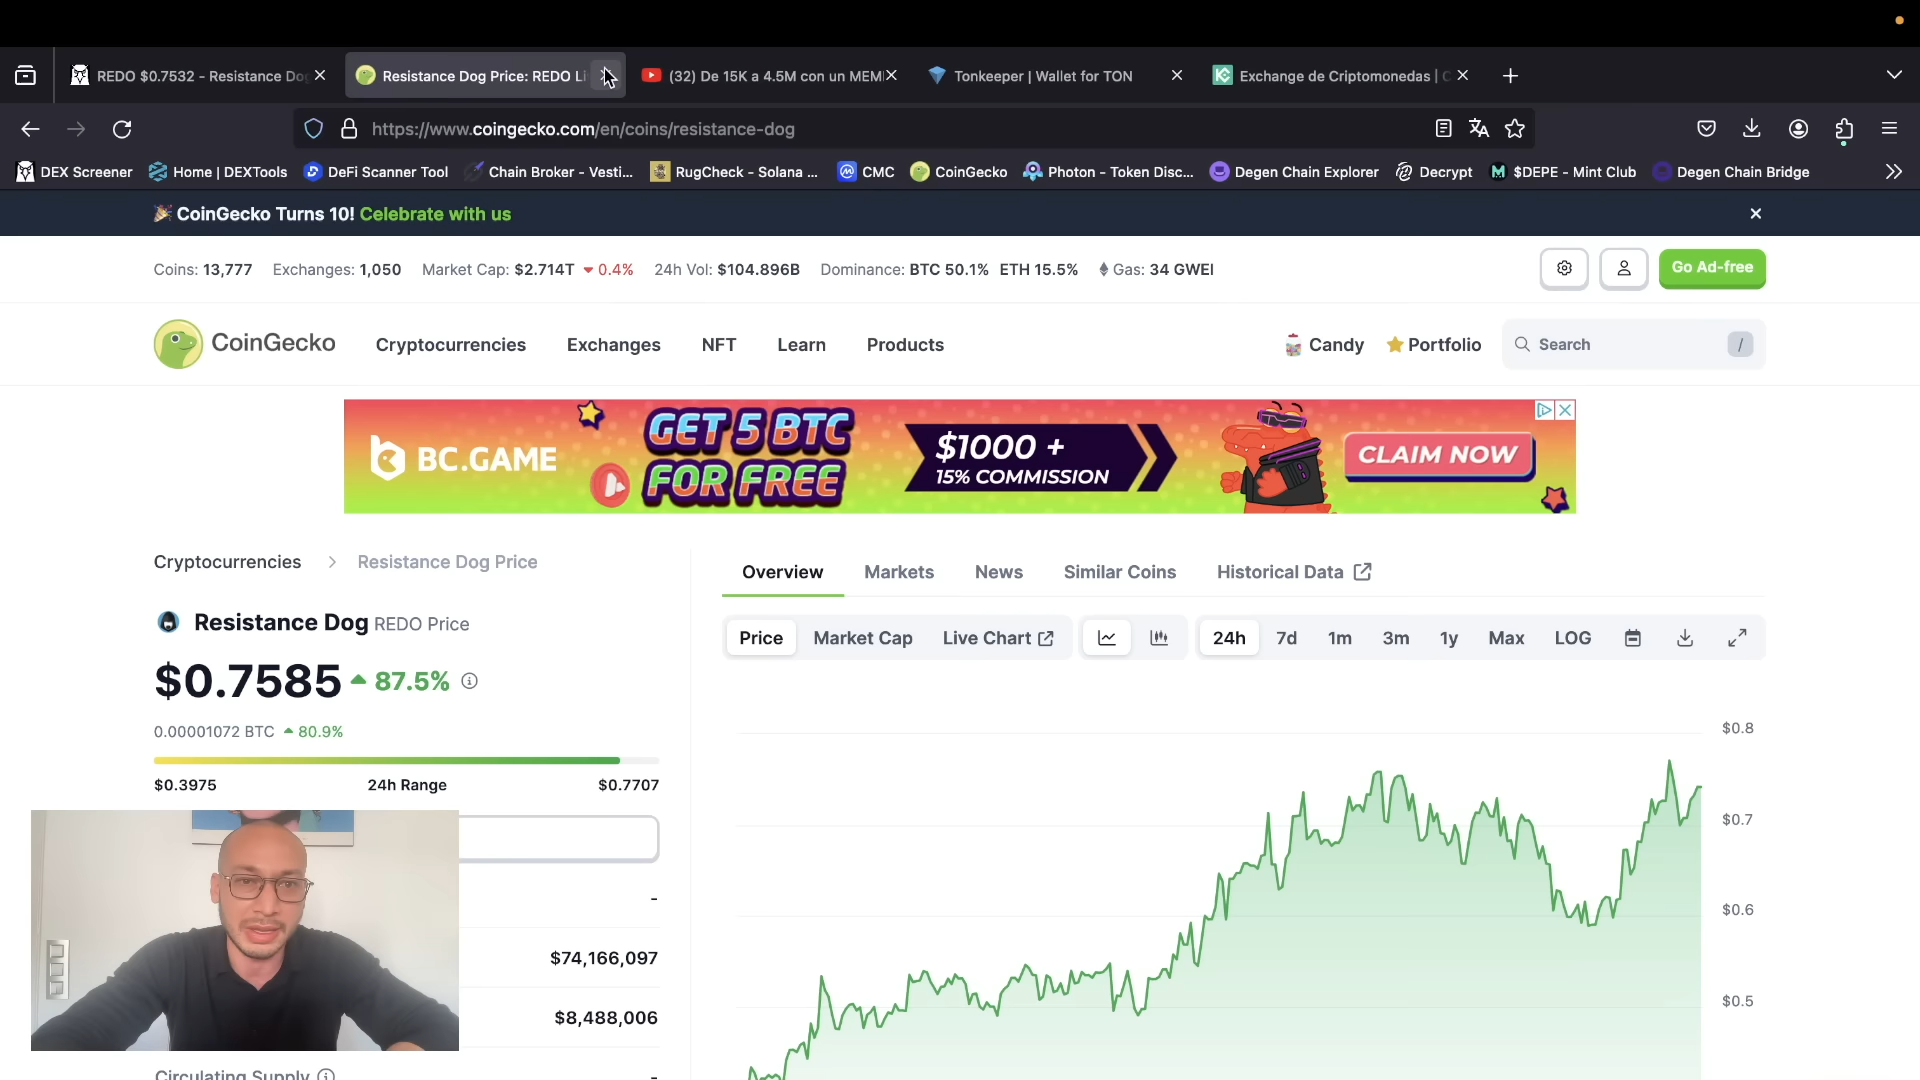 REDO $0.7532 - Resistance Do
Resistance Dog Price: REDO Li
(32) De 15K a 4.5M con un MEM
Tonkeeper | Wallet for TON
Exchange de Criptomonedas | C
https://www.coingecko.com/en/coins/resistance-dog
DEX Screener
Home | DEXTools
DeFi Scanner Tool
Chain Broker - Vesti...
RugCheck - Solana ...
CMC
CoinGecko
Photon - Token Disc...
Degen Chain Explorer
Decrypt
$DEPE - Mint Club
Degen Chain Bridge
CoinGecko Turns 10! Celebrate with us
Coins: 13,777 Exchanges: 1,050 Market Cap: $2.714T 0.4% 24h Vol: $104.896B Dominance: BTC 50.1% ETH 15.5% Gas: 34 GWEI
Go Ad-free
CoinGecko
Cryptocurrencies Exchanges NFT Learn Products
Candy
Portfolio
Search /
BC.GAME
GET 5 BTC
FOR FREE
$1000 +
15% COMMISSION
CLAIM NOW
Cryptocurrencies > Resistance Dog Price
Overview Markets News Similar Coins Historical Data
Resistance Dog REDO Price
Price Market Cap Live Chart
24h 7d 1m 3m 1y Max LOG
$0.7585 87.5%
0.00001072 BTC 80.9%
$0.3975 24h Range $0.7707
-
$74,166,097
$8,488,006
Circulating Supply -
$0.8
$0.7
$0.6
$0.5